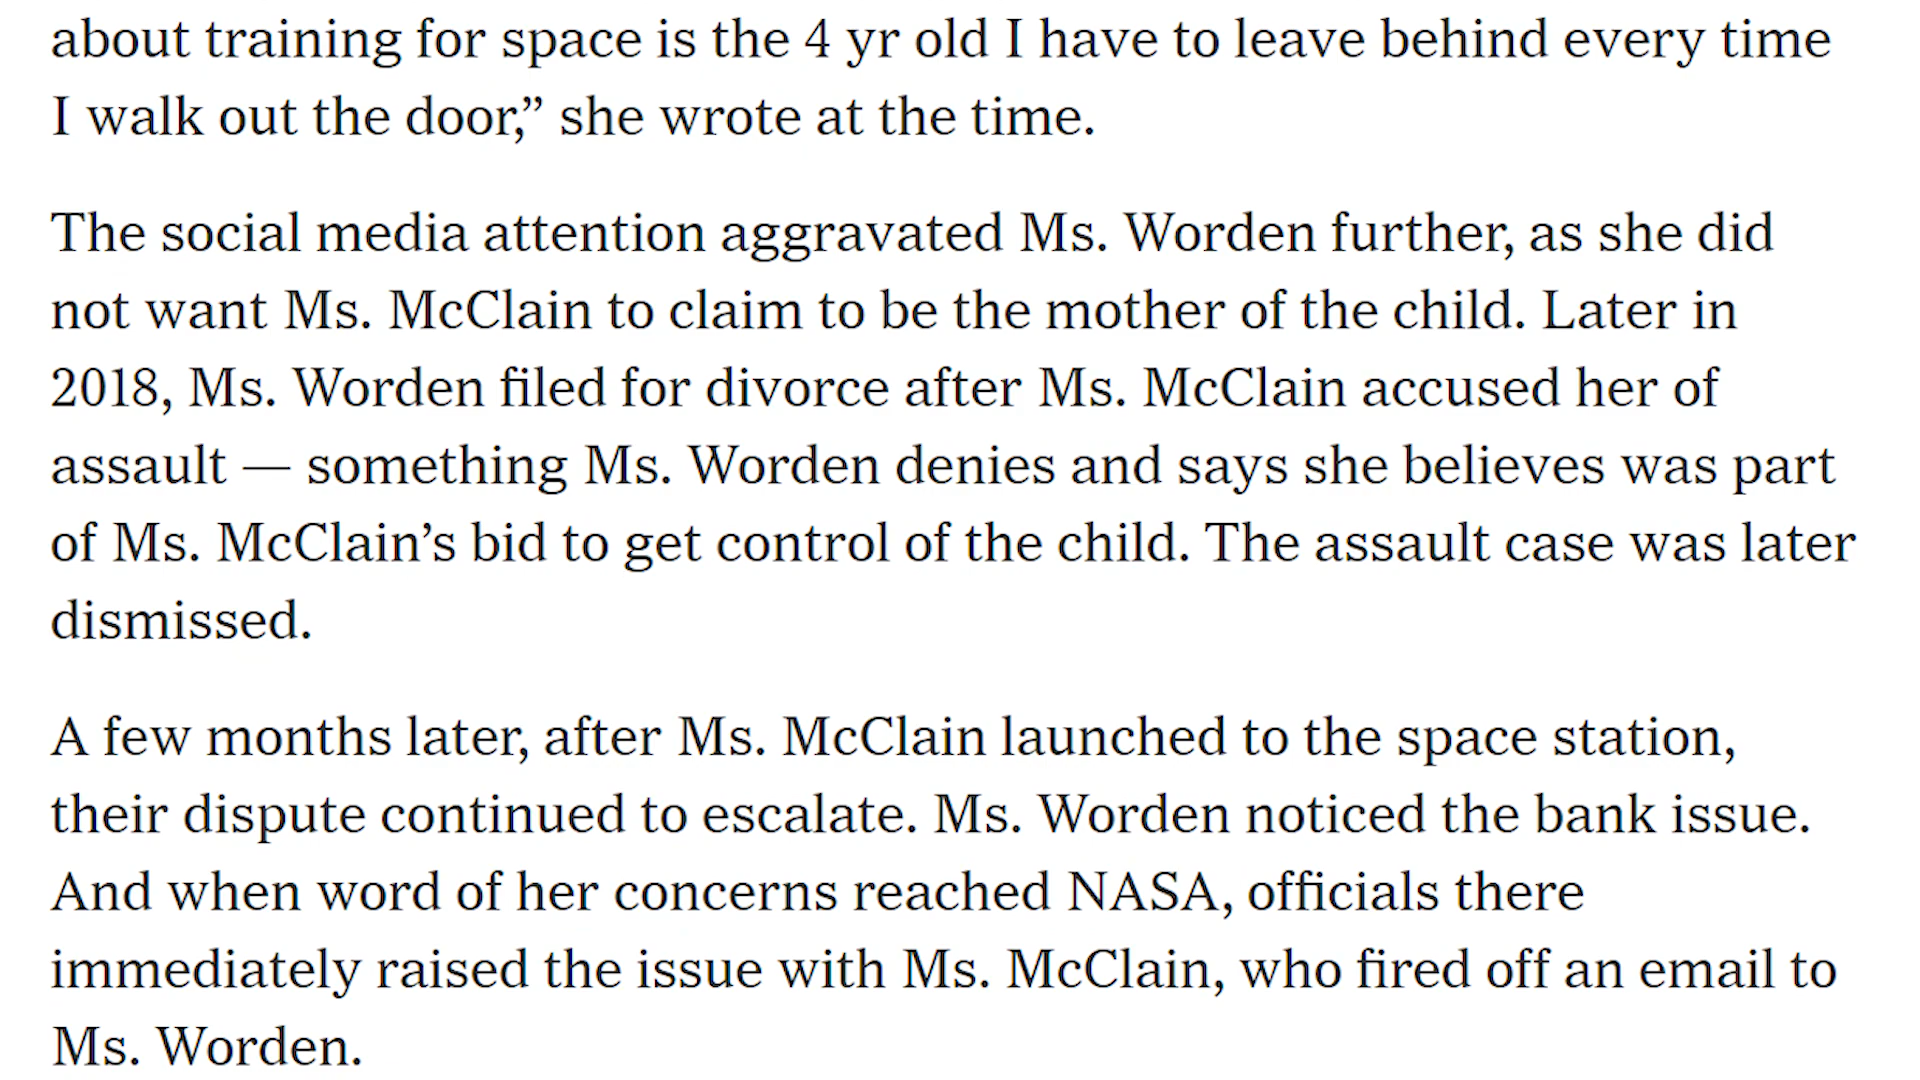 about training for space is the 4 yr old I have to leave behind every time
I walk out the door,” she wrote at the time.
The social media attention aggravated Ms. Worden further, as she did
not want Ms. McClain to claim to be the mother of the child. Later in
2018, Ms. Worden filed for divorce after Ms. McClain accused her of
assault — something Ms. Worden denies and says she believes was part
of Ms. McClain’s bid to get control of the child. The assault case was later
dismissed.
A few months later, after Ms. McClain launched to the space station,
their dispute continued to escalate. Ms. Worden noticed the bank issue.
And when word of her concerns reached NASA, officials there
immediately raised the issue with Ms. McClain, who fired off an email to
Ms. Worden.